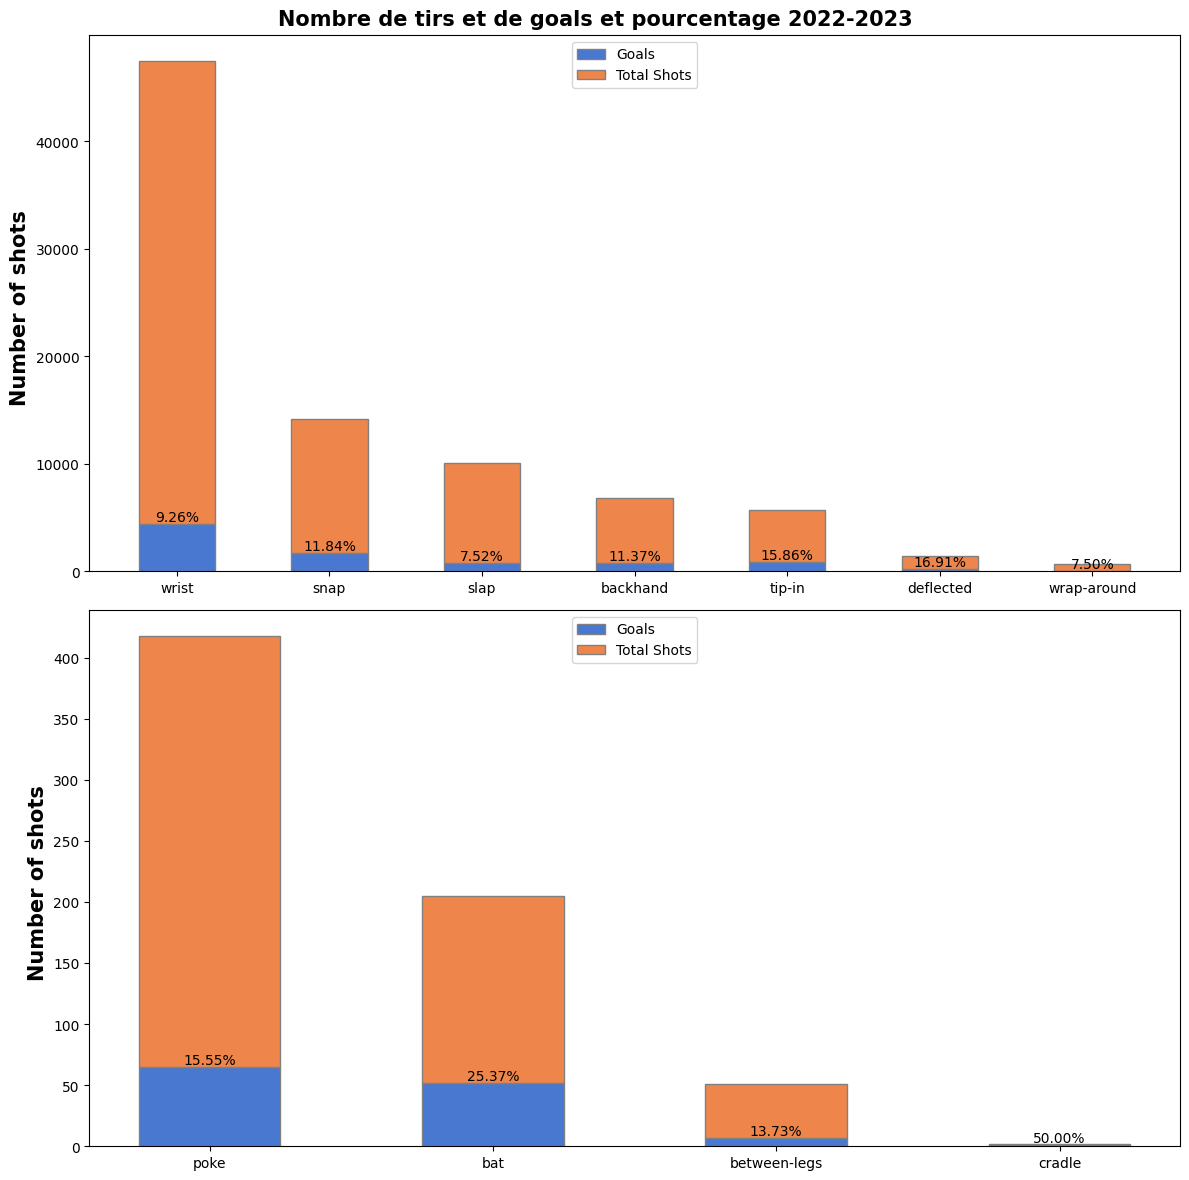 Nombre de tirs et de goals et pourcentage 2022-2023
Goals
Total Shots
Number of shots
40000
30000
20000
10000
0
9.26%
11.84%
7.52%
11.37%
15.86%
16.91%
7.50%
wrist
snap
slap
backhand
tip-in
deflected
wrap-around
Goals
Total Shots
Number of shots
400
350
300
250
200
150
100
50
0
15.55%
25.37%
13.73%
50.00%
poke
bat
between-legs
cradle